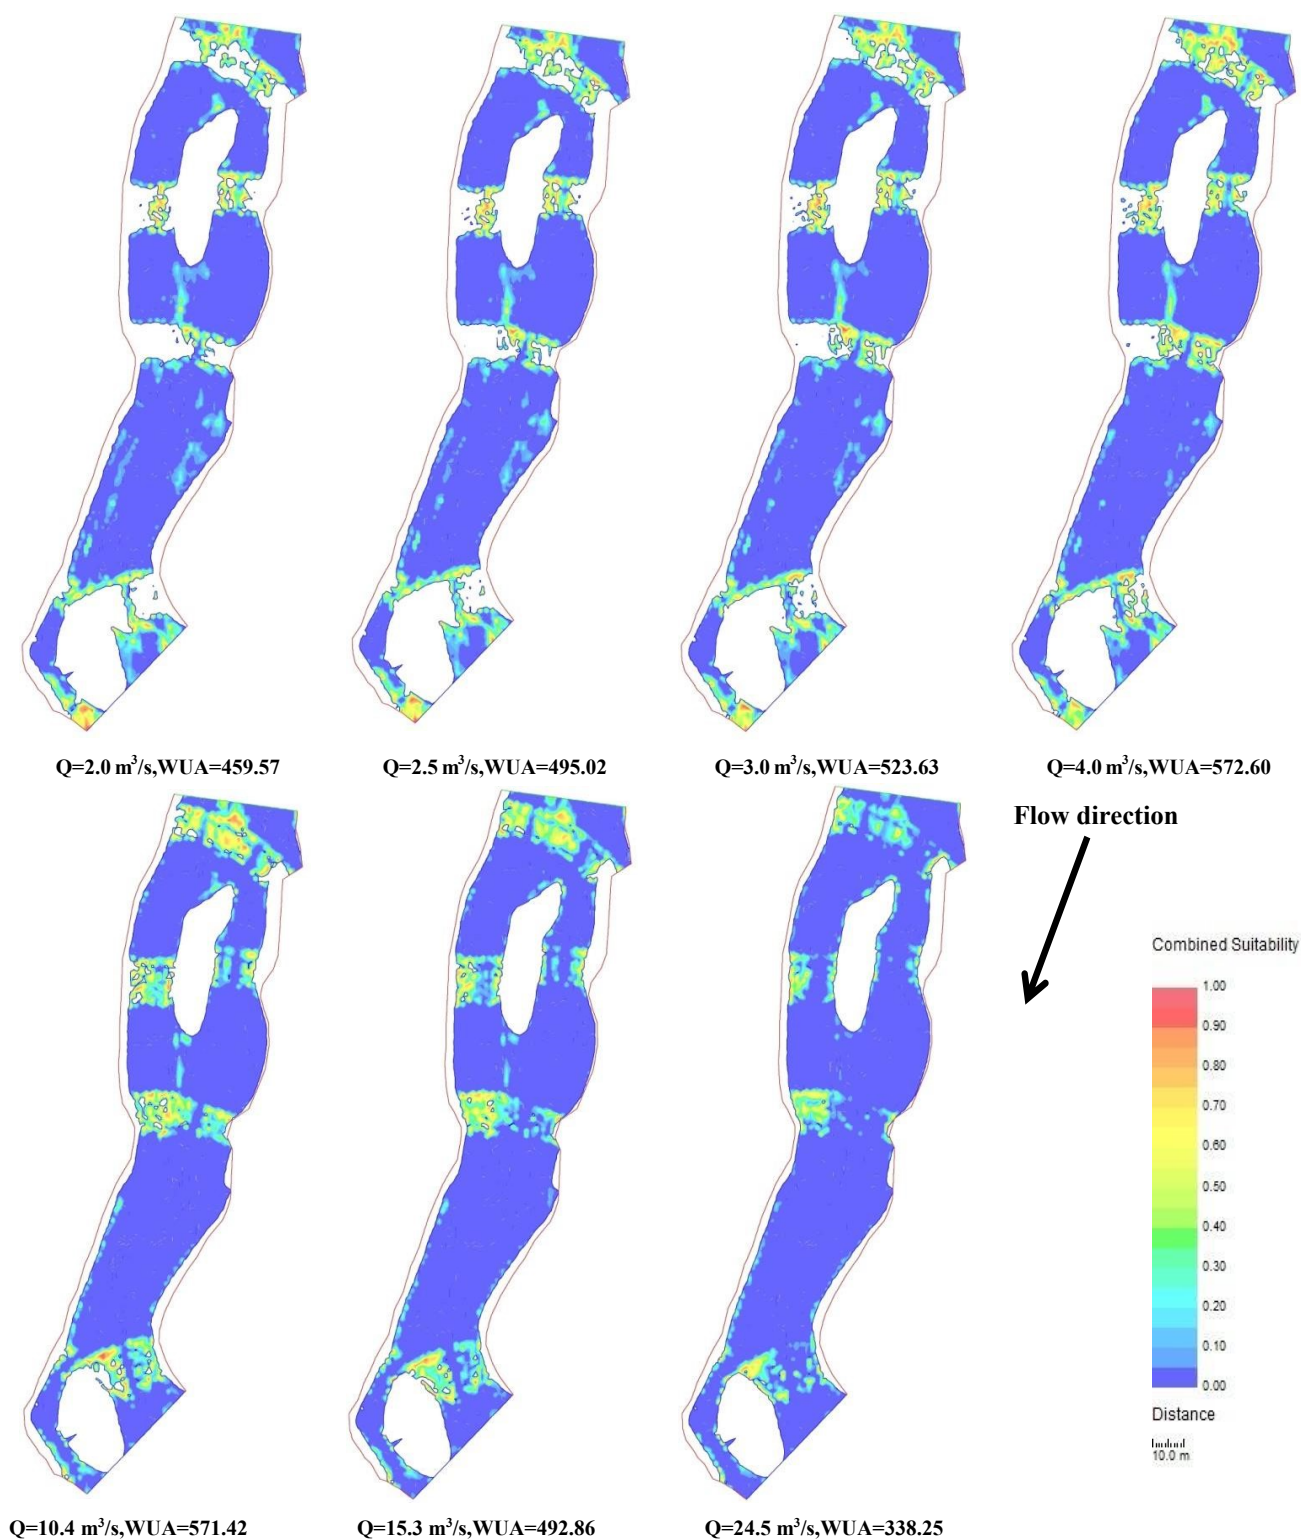 Q=2.0 m³/s,WUA=459.57
Q=2.5 m³/s,WUA=495.02
Q=3.0 m³/s,WUA=523.63
Q=4.0 m³/s,WUA=572.60
Flow direction
Combined Suitability
1.00
0.90
0.80
0.70
0.60
0.50
0.40
0.30
0.20
0.10
0.00
Distance
10.0 m
Q=10.4 m³/s,WUA=571.42
Q=15.3 m³/s,WUA=492.86
Q=24.5 m³/s,WUA=338.25